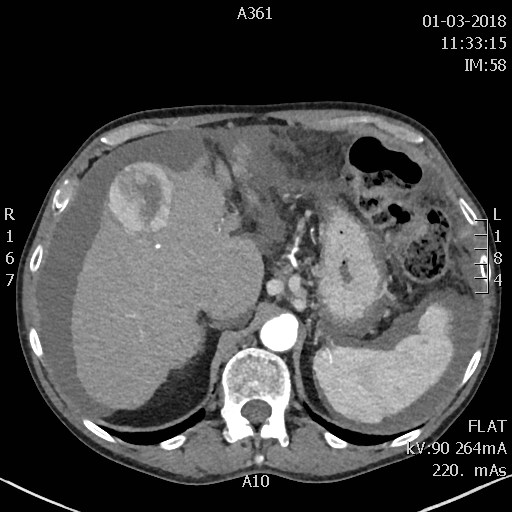 A361
01-03-2018
11:33:15
IM:58
R
1
6
7
L
1
8
4
FLAT
kV:90 264mA
220. mAs
A10